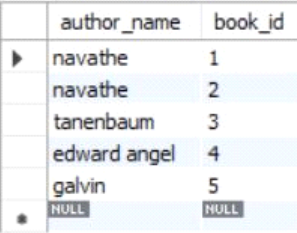 author_name book_id
navathe 1
navathe 2
tanenbaum 3
edward angel 4
galvin 5
NULL NULL